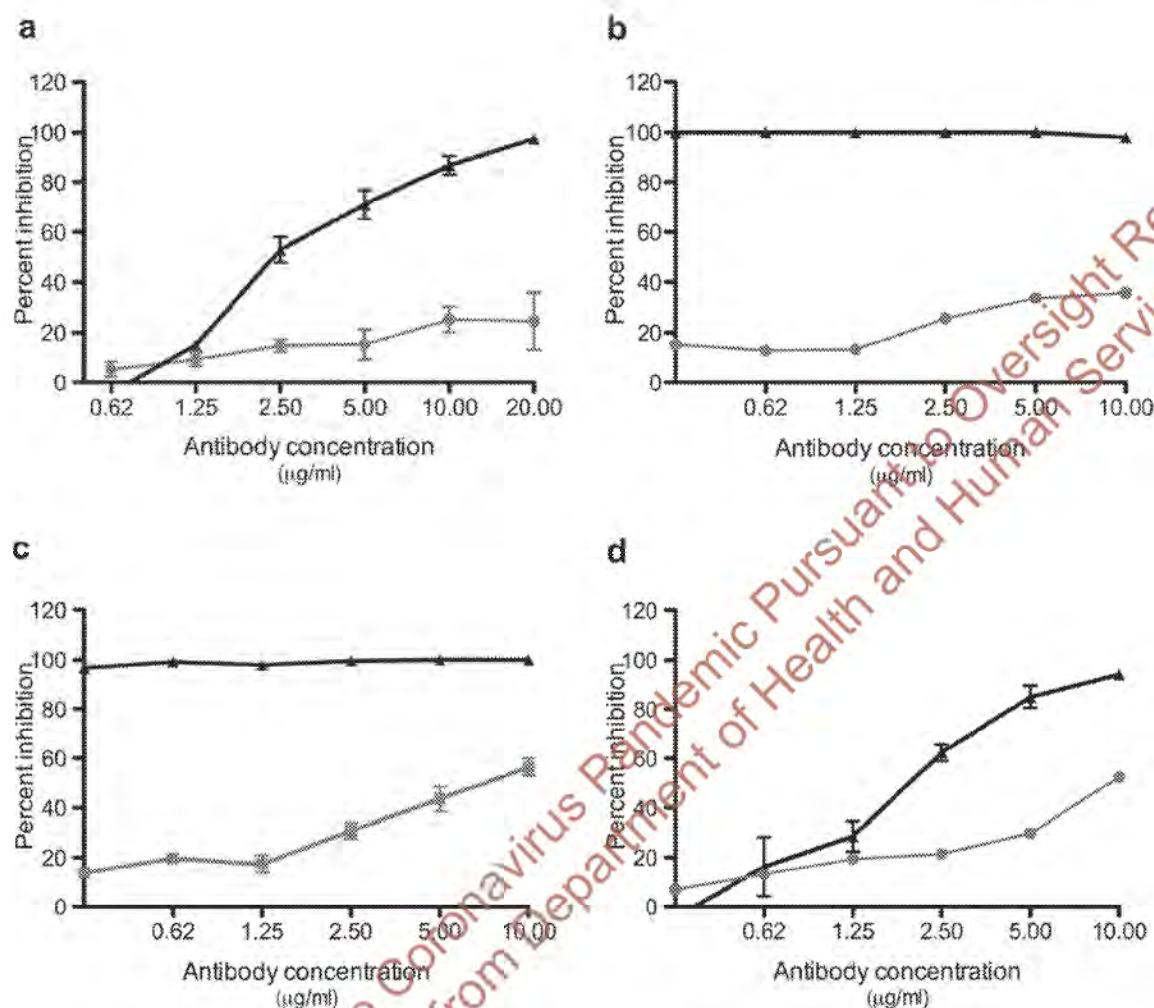 a
120
100
80
60
40
20
0
Percent inhibition
0.62 1.25 2.50 5.00 10.00 20.00
Antibody concentration
(μg/ml)
b
120
100
80
60
40
20
0
Percent inhibition
0.62 1.25 2.50 5.00 10.00
Antibody concentration
(μg/ml)
c
120
100
80
60
40
20
0
Percent inhibition
0.62 1.25 2.50 5.00 10.00
Antibody concentration
(μg/ml)
d
120
100
80
60
40
20
0
Percent inhibition
0.62 1.25 2.50 5.00 10.00
Antibody concentration
(μg/ml)
Coronavirus Pandemic Pursuant to Oversight
from Department of Health and Human